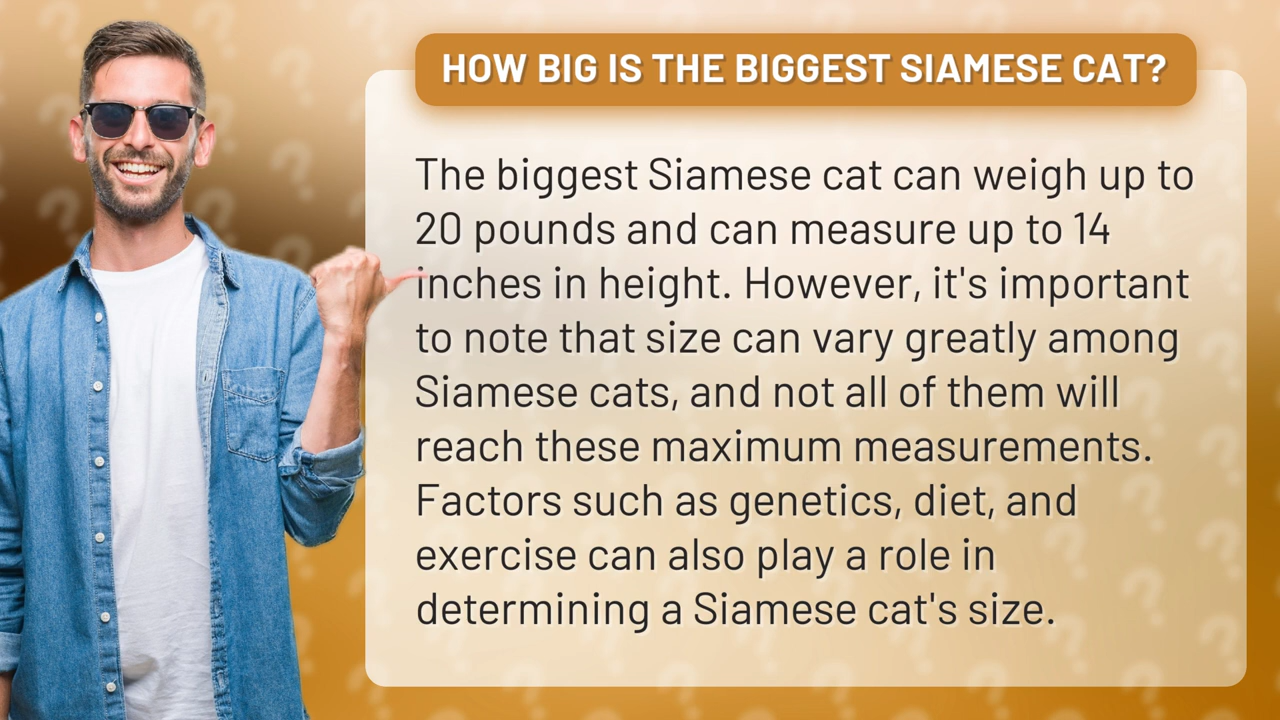 HOW BIG IS THE BIGGEST SIAMESE CAT?
The biggest Siamese cat can weigh up to
20 pounds and can measure up to 14
inches in height. However, it's important
to note that size can vary greatly among
Siamese cats, and not all of them will
reach these maximum measurements.
Factors such as genetics, diet, and
exercise can also play a role in
determining a Siamese cat's size.